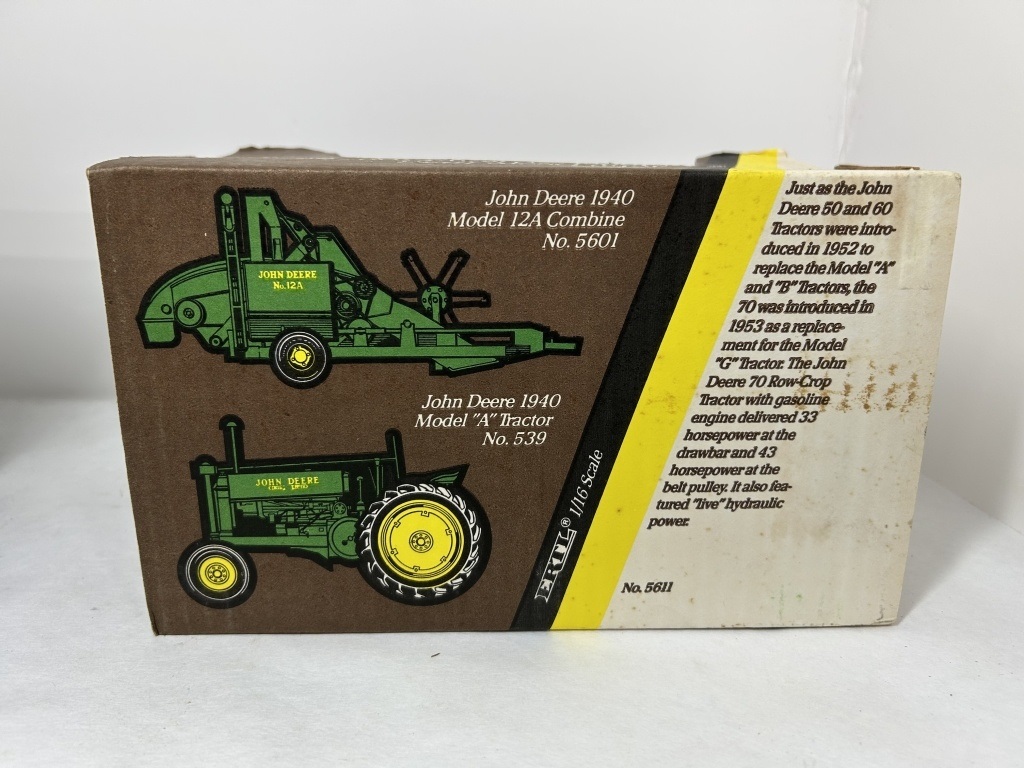 John Deere 1940
Model 12A Combine
No. 5601
JOHN DEERE
No.12A
John Deere 1940
Model "A" Tractor
No. 539
JOHN DEERE
ERTL® 1/16 Scale
Just as the John
Deere 50 and 60
Tractors were intro-
duced in 1952 to
replace the Model "A"
and "B" Tractors, the
70 was introduced in
1953 as a replace-
ment for the Model
"G" Tractor. The John
Deere 70 Row-Crop
Tractor with gasoline
engine delivered 33
horsepower at the
drawbar and 43
horsepower at the
belt pulley. It also fea-
tured "live" hydraulic
power.
No. 5611